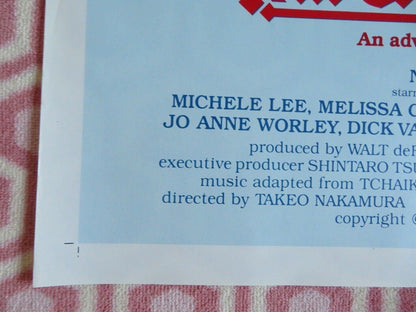 An adv
starr
MICHELE LEE, MELISSA
JO ANNE WORLEY, DICK VA
produced by WALT deF
executive producer SHINTARO TSU
music adapted from TCHAIK
directed by TAKEO NAKAMURA
copyright ©